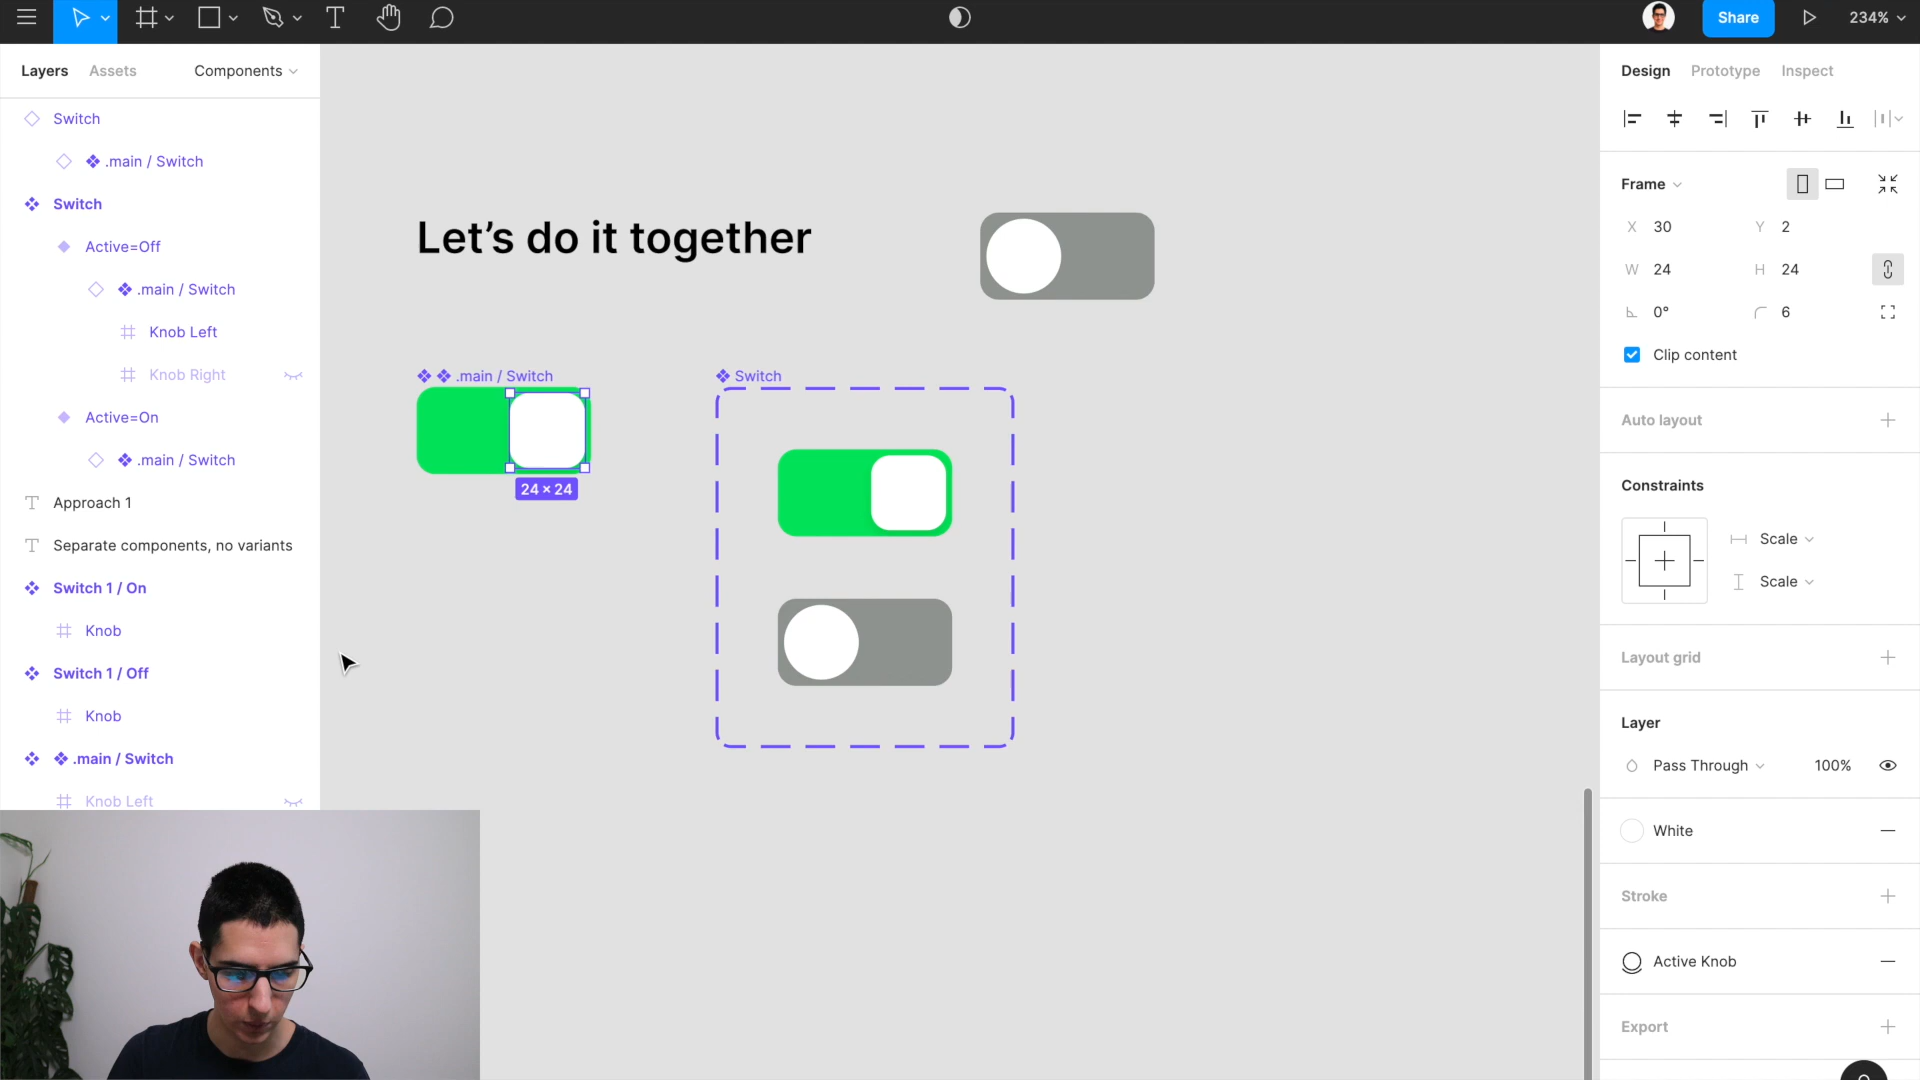 Share
234%
Layers
Assets
Components
Design
Prototype
Inspect
Switch
.main / Switch
Switch
Active=Off
.main / Switch
Knob Left
Knob Right
Active=On
.main / Switch
Approach 1
Separate components, no variants
Switch 1 / On
Knob
Switch 1 / Off
Knob
.main / Switch
Knob Left
Let's do it together
.main / Switch
24 × 24
Switch
Frame
X 30
Y 2
W 24
H 24
0°
6
Clip content
Auto layout
Constraints
Scale
Scale
Layout grid
Layer
Pass Through
100%
White
Stroke
Active Knob
Export